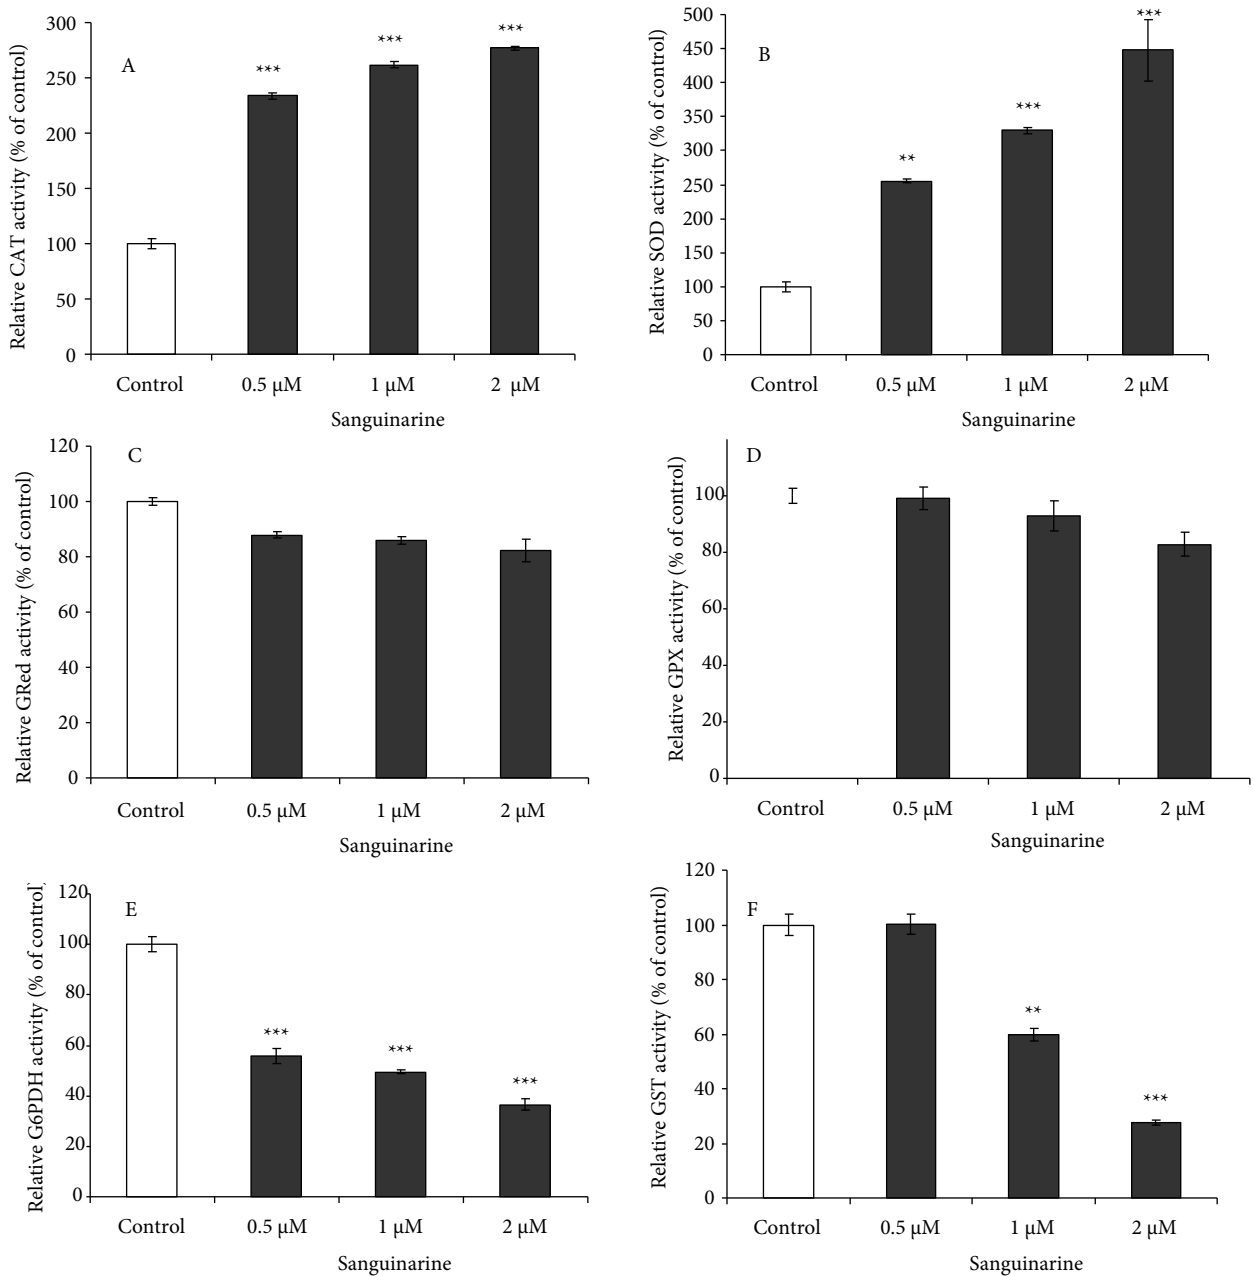 Relative CAT activity (% of control)
300
250
200
150
100
50
0
A
***
***
***
Control
0.5 µM
1 µM
2 µM
Sanguinarine
Relative SOD activity (% of control)
500
450
400
350
300
250
200
150
100
50
0
B
**
***
***
Control
0.5 µM
1 µM
2 µM
Sanguinarine
Relative GRed activity (% of control)
120
100
80
60
40
20
0
C
Control
0.5 µM
1 µM
2 µM
Sanguinarine
Relative GPX activity (% of control)
100
80
60
40
20
0
D
Control
0.5 µM
1 µM
2 µM
Sanguinarine
Relative G6PDH activity (% of control)
120
100
80
60
40
20
0
E
***
***
***
Control
0.5 µM
1 µM
2 µM
Sanguinarine
Relative GST activity (% of control)
120
100
80
60
40
20
0
F
**
***
Control
0.5 µM
1 µM
2 µM
Sanguinarine